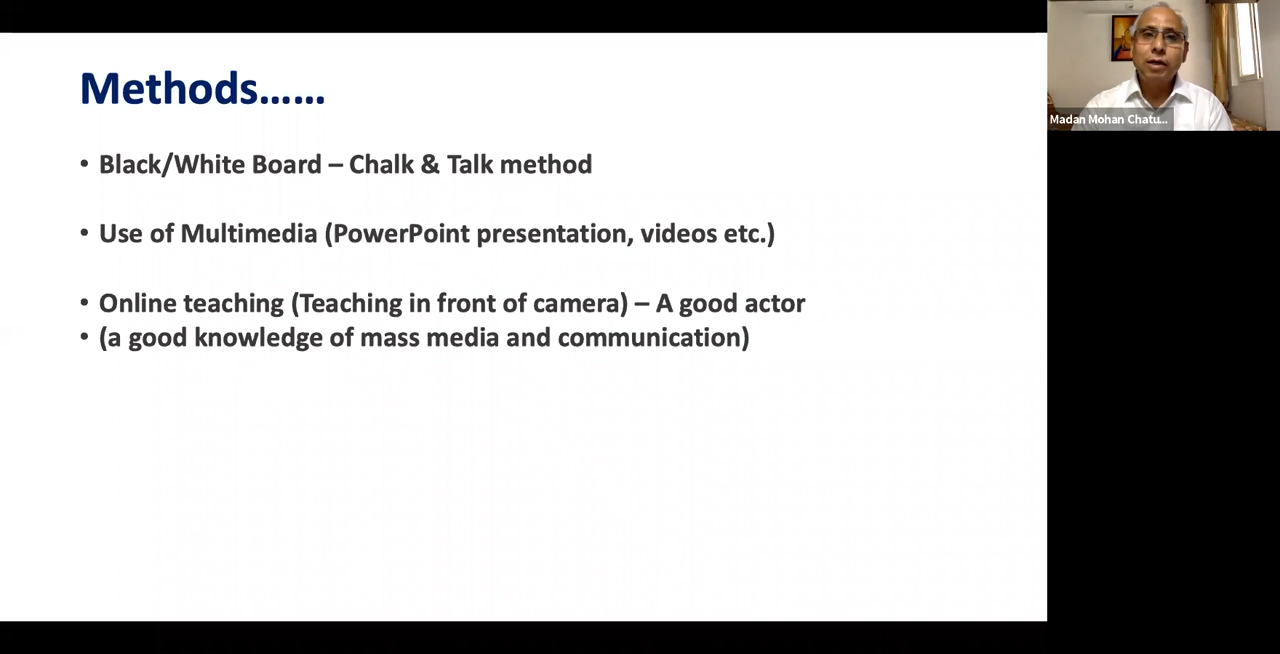 Methods……
• Black/White Board – Chalk & Talk method
• Use of Multimedia (PowerPoint presentation, videos etc.)
• Online teaching (Teaching in front of camera) – A good actor
• (a good knowledge of mass media and communication)
Madan Mohan Chatu...